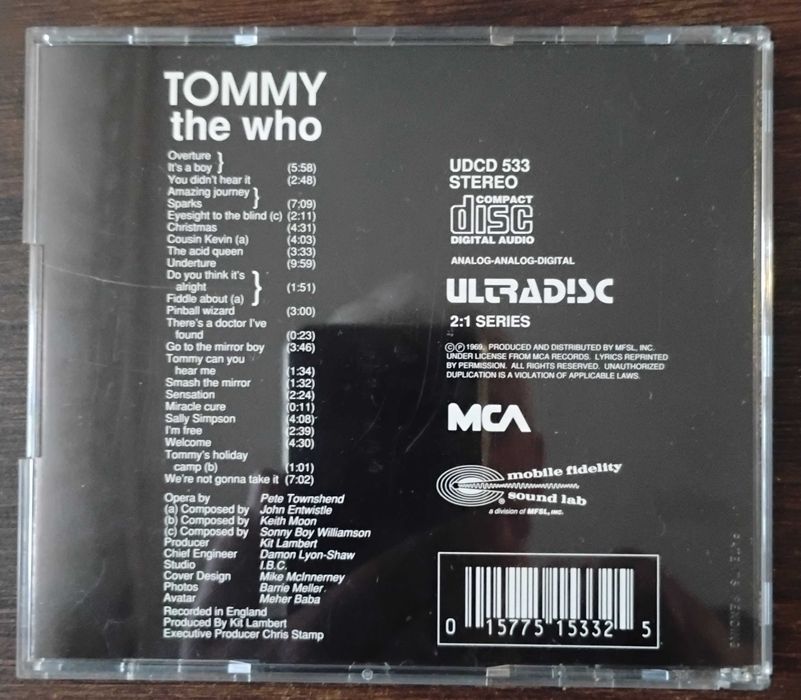 TOMMY
the who
Overture }
It's a boy (5:58)
You didn't hear it (2:48)
Amazing journey }
Sparks (7:09)
Eyesight to the blind (c) (2:11)
Christmas (4:31)
Cousin Kevin (a) (4:03)
The acid queen (3:33)
Underture (9:59)
Do you think it's }
alright (1:51)
Fiddle about (a)
Pinball wizard (3:00)
There's a doctor I've
found (0:23)
Go to the mirror boy (3:46)
Tommy can you
hear me (1:34)
Smash the mirror (1:32)
Sensation (2:24)
Miracle cure (0:11)
Sally Simpson (4:08)
I'm free (2:39)
Welcome (4:30)
Tommy's holiday
camp (b) (1:01)
We're not gonna take it (7:02)
Opera by Pete Townshend
(a) Composed by John Entwistle
(b) Composed by Keith Moon
(c) Composed by Sonny Boy Williamson
Producer Kit Lambert
Chief Engineer Damon Lyon-Shaw
Studio I.B.C.
Cover Design Mike McInnerney
Photos Barrie Meller
Avatar Meher Baba
Recorded in England
Produced By Kit Lambert
Executive Producer Chris Stamp
UDCD 533
STEREO
COMPACT
disc
DIGITAL AUDIO
ANALOG-ANALOG-DIGITAL
ULTRADISC
2:1 SERIES
©℗ 1969. PRODUCED AND DISTRIBUTED BY MFSL, INC.
UNDER LICENSE FROM MCA RECORDS. LYRICS REPRINTED
BY PERMISSION. ALL RIGHTS RESERVED. UNAUTHORIZED
DUPLICATION IS A VIOLATION OF APPLICABLE LAWS.
MCA
mobile fidelity
® sound lab
a division of MFSL, INC.
0 15775 15332 5